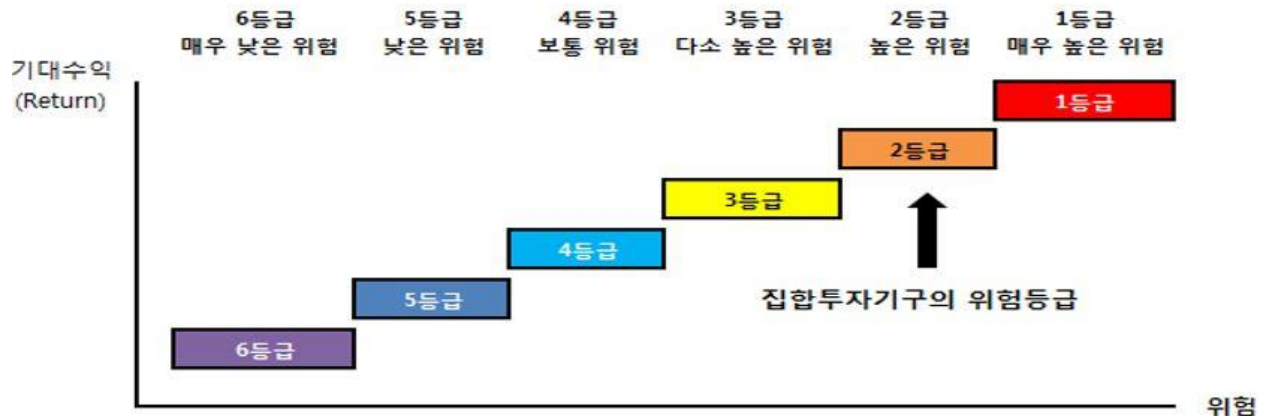 6등급 5등급 4등급 3등급 2등급 1등급
매우 낮은 위험 낮은 위험 보통 위험 다소 높은 위험 높은 위험 매우 높은 위험
기대수익
(Return)
1등급
2등급
3등급
4등급
집합투자기구의 위험등급
5등급
6등급
위험